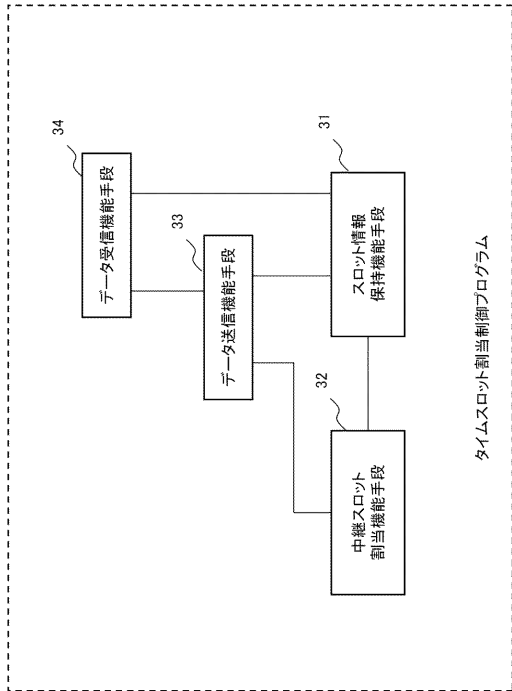 34
データ受信機能手段
33
データ送信機能手段
31
スロット情報
保持機能手段
32
中継スロット
割当機能手段
タイムスロット割当制御プログラム